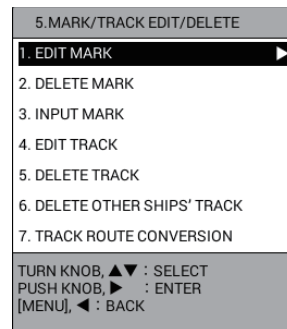 5.MARK/TRACK EDIT/DELETE
1. EDIT MARK ▶
2. DELETE MARK
3. INPUT MARK
4. EDIT TRACK
5. DELETE TRACK
6. DELETE OTHER SHIPS' TRACK
7. TRACK ROUTE CONVERSION
TURN KNOB, ▲▼ : SELECT
PUSH KNOB, ▶ : ENTER
[MENU], ◀ : BACK